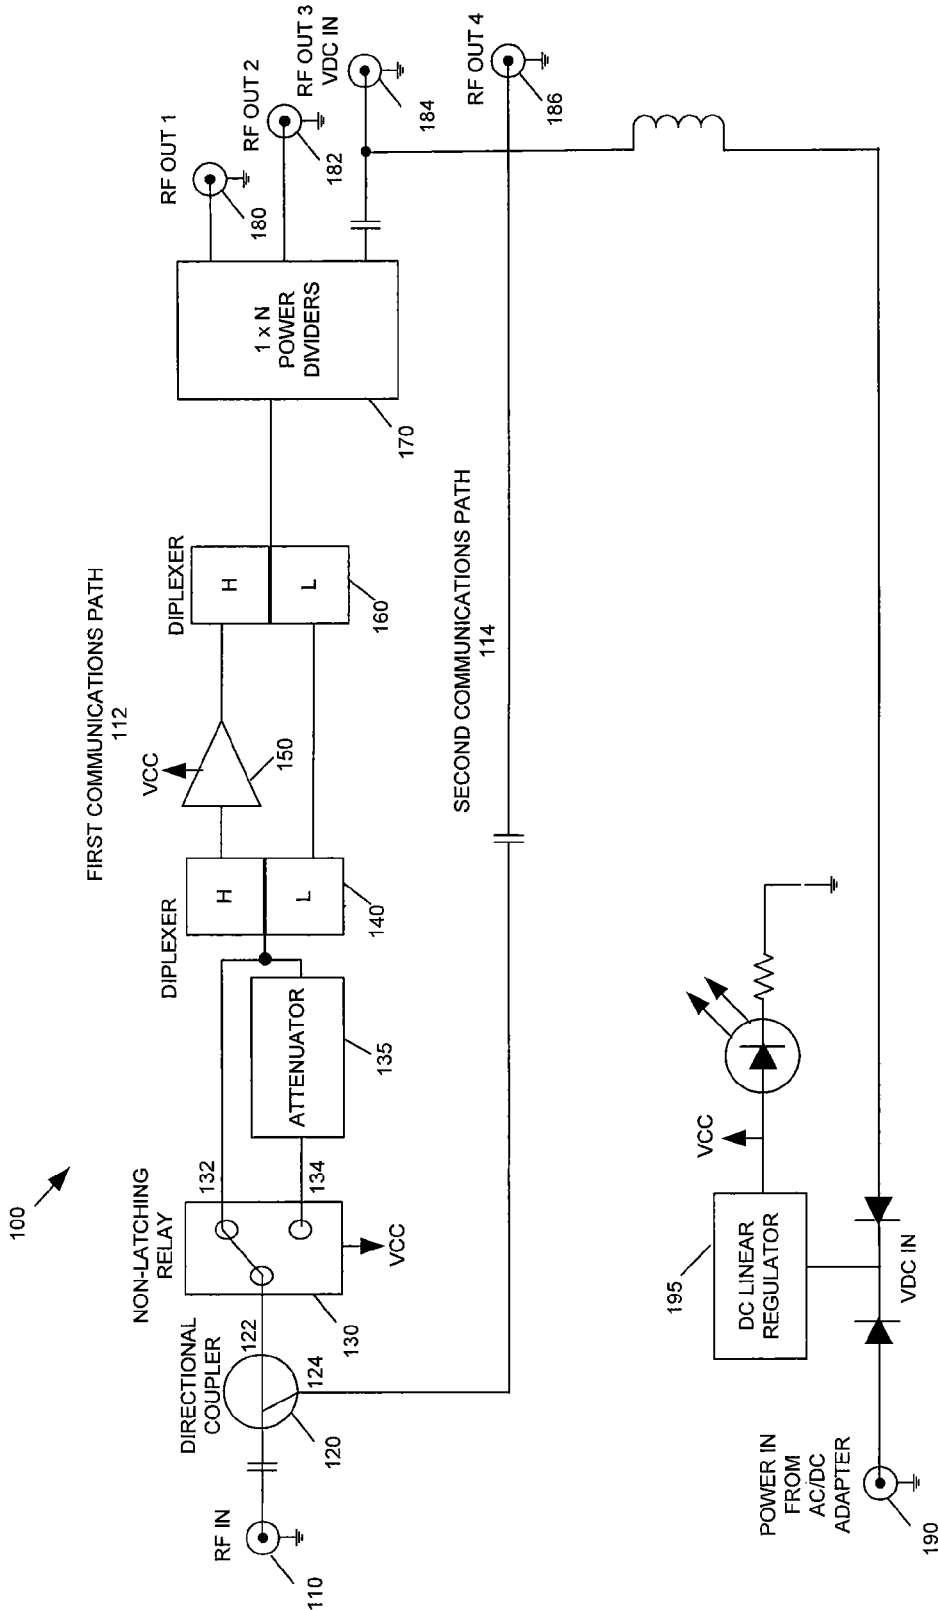 100
FIRST COMMUNICATIONS PATH
112
RF IN
110
DIRECTIONAL
COUPLER
120
122
124
NON-LATCHING
RELAY
130
132
134
VCC
ATTENUATOR
135
DIPLEXER
H
L
140
VCC
150
DIPLEXER
H
L
160
1 x N
POWER
DIVIDERS
170
RF OUT 1
180
RF OUT 2
182
RF OUT 3
VDC IN
184
RF OUT 4
186
SECOND COMMUNICATIONS PATH
114
POWER IN
FROM
AC/DC
ADAPTER
190
195
DC LINEAR
REGULATOR
VCC
VDC IN